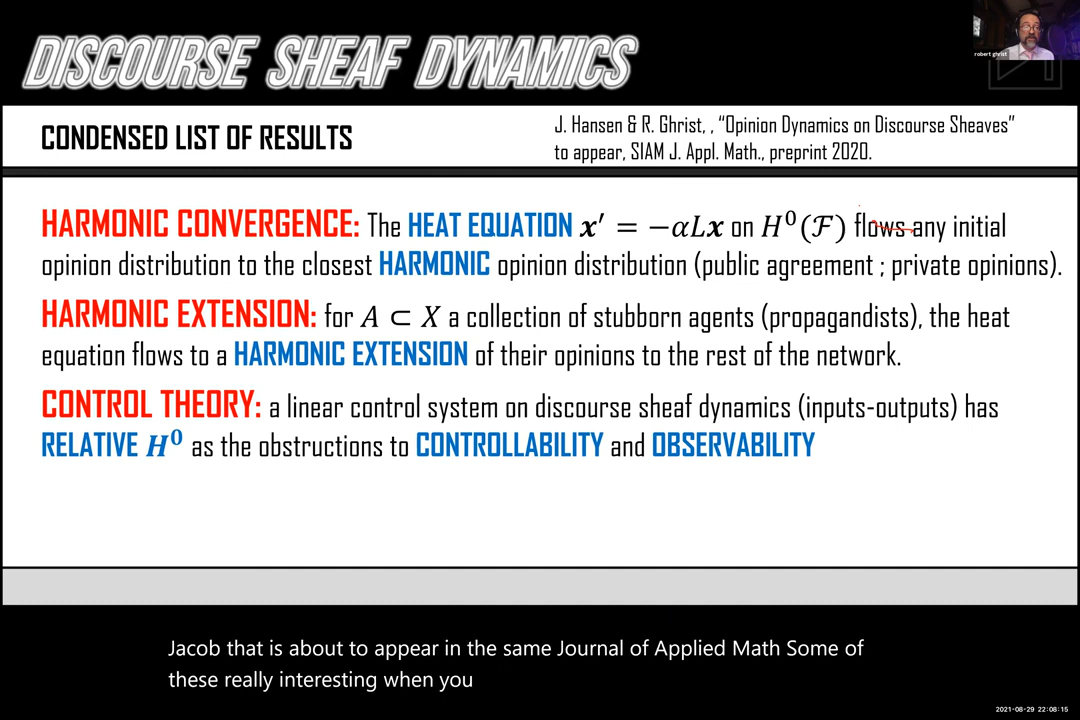 DISCOURSE SHEAF DYNAMICS
robert ghrist
CONDENSED LIST OF RESULTS
J. Hansen & R. Ghrist, , “Opinion Dynamics on Discourse Sheaves”
to appear, SIAM J. Appl. Math., preprint 2020.
HARMONIC CONVERGENCE: The HEAT EQUATION x′ = −αLx on H⁰(ℱ) flows any initial
opinion distribution to the closest HARMONIC opinion distribution (public agreement ; private opinions).
HARMONIC EXTENSION: for A ⊂ X a collection of stubborn agents (propagandists), the heat
equation flows to a HARMONIC EXTENSION of their opinions to the rest of the network.
CONTROL THEORY: a linear control system on discourse sheaf dynamics (inputs-outputs) has
RELATIVE H⁰ as the obstructions to CONTROLLABILITY and OBSERVABILITY
Jacob that is about to appear in the same Journal of Applied Math Some of
these really interesting when you
2021-08-29 22:08:15